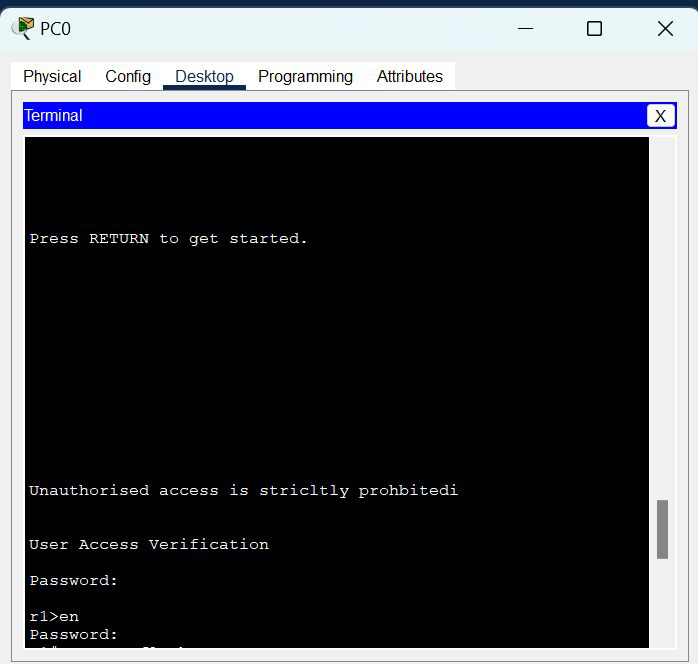 PC0
Physical Config Desktop Programming Attributes
Terminal X
Press RETURN to get started.
Unauthorised access is stricltly prohbitedi
User Access Verification
Password:
r1>en
Password: